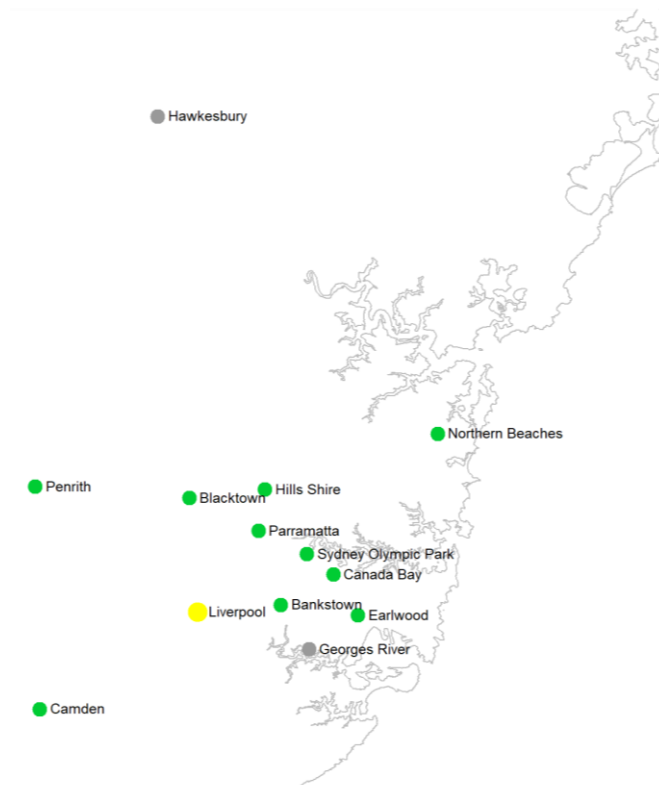 Hawkesbury
Northern Beaches
Penrith
Hills Shire
Blacktown
Parramatta
Sydney Olympic Park
Canada Bay
Bankstown
Liverpool
Earlwood
Georges River
Camden